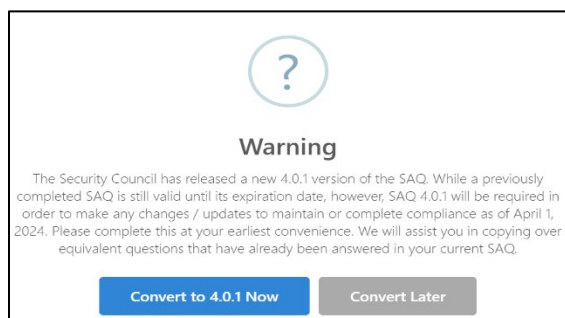 ?
Warning
The Security Council has released a new 4.0.1 version of the SAQ. While a previously
completed SAQ is still valid until its expiration date, however, SAQ 4.0.1 will be required in
order to make any changes / updates to maintain or complete compliance as of April 1,
2024. Please complete this at your earliest convenience. We will assist you in copying over
equivalent questions that have already been answered in your current SAQ.
Convert to 4.0.1 Now Convert Later